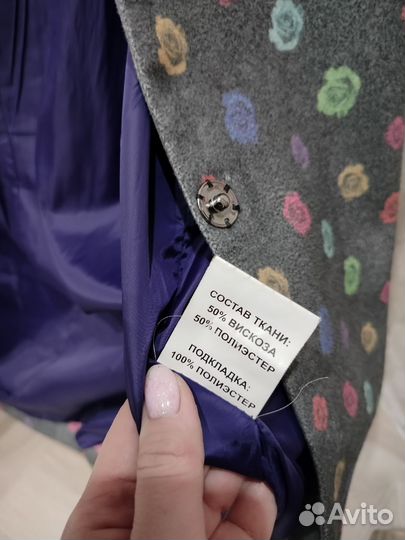 СОСТАВ ТКАНИ:
50% ВИСКОЗА
50% ПОЛИЭСТЕР
ПОДКЛАДКА:
100% ПОЛИЭСТЕР
Avito